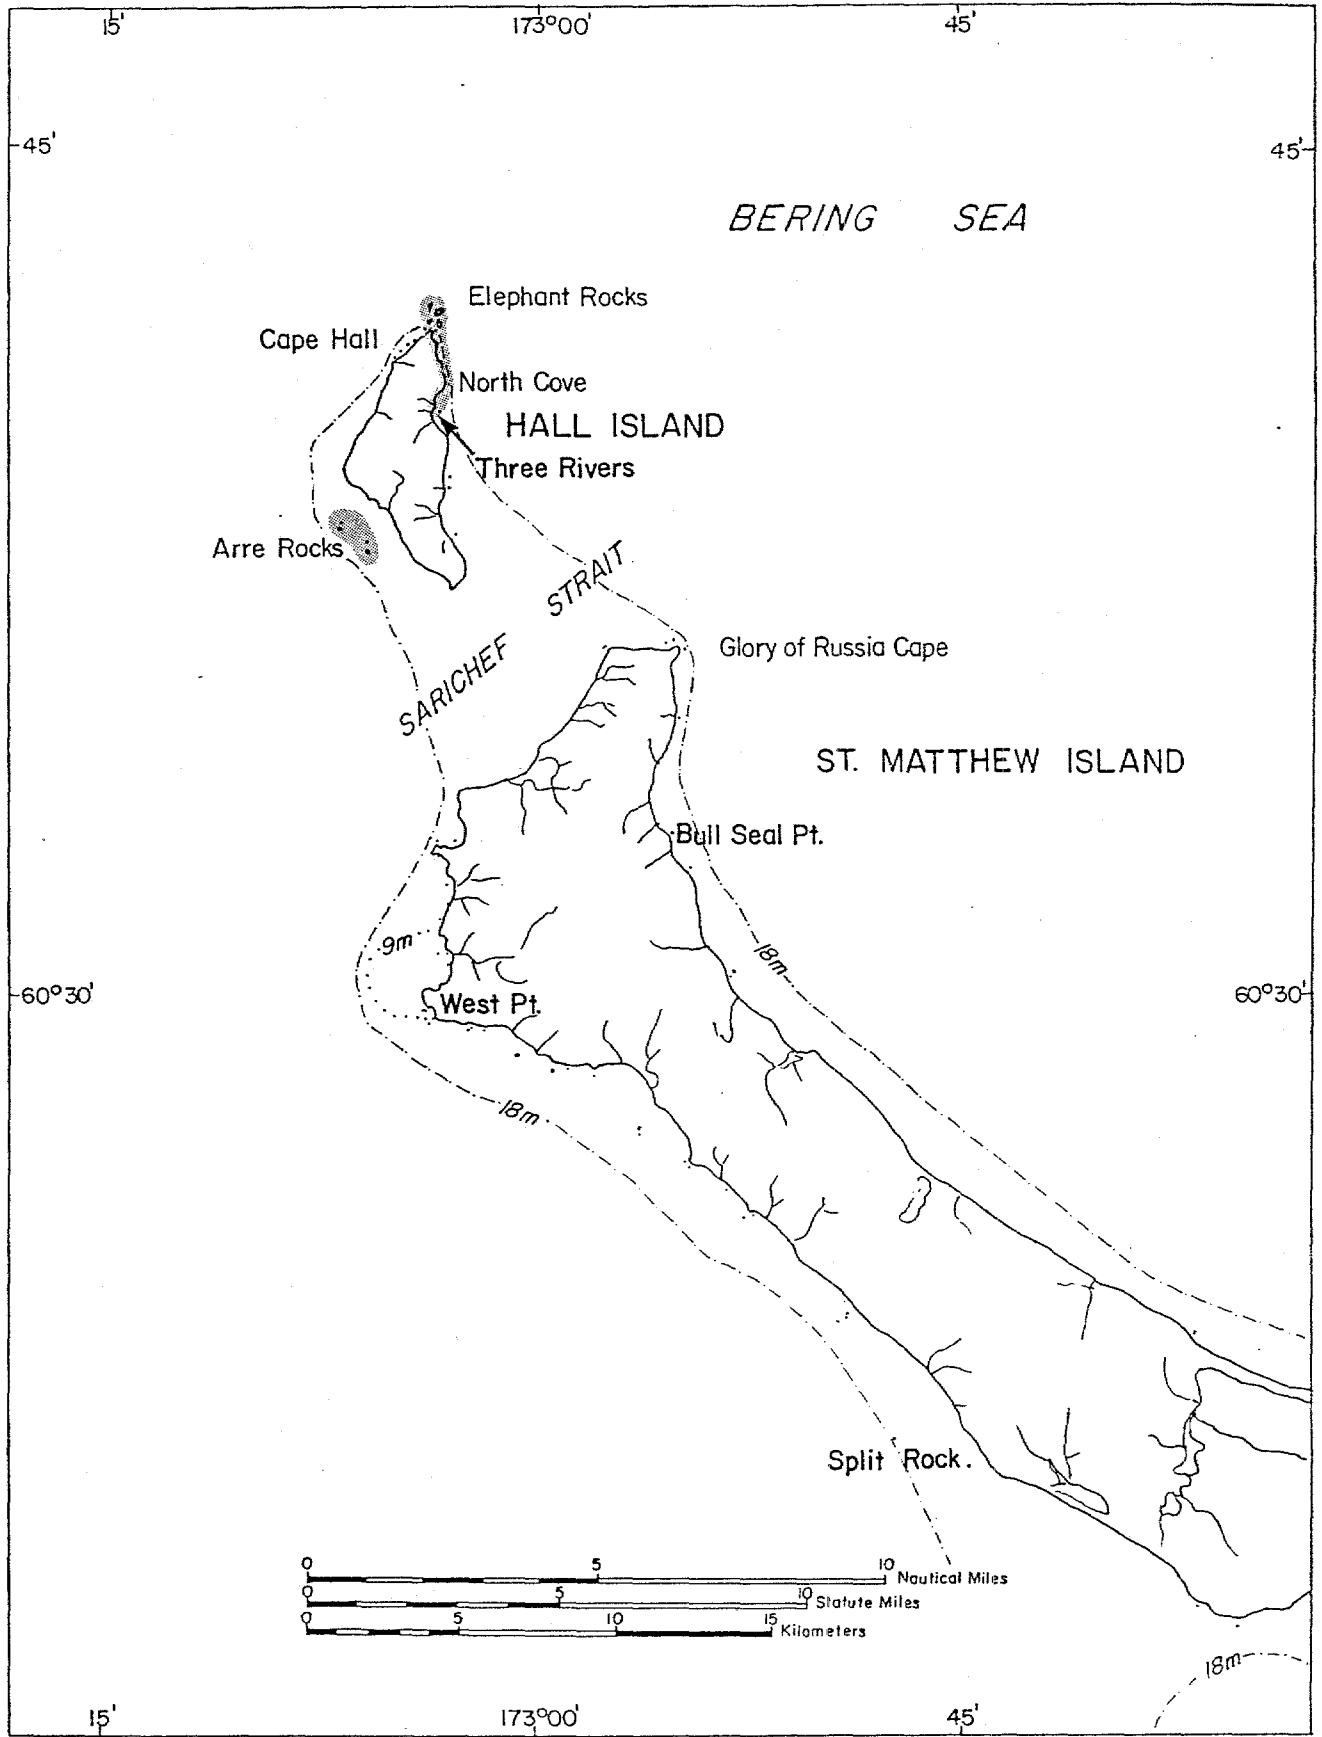 15' 173°00' 45'
45' 45'
BERING SEA
Elephant Rocks
Cape Hall
North Cove
HALL ISLAND
Three Rivers
Arre Rocks
SARICHEF STRAIT
Glory of Russia Cape
ST. MATTHEW ISLAND
Bull Seal Pt.
9m
18m
60°30' 60°30'
West Pt.
18m
Split Rock.
0 5 10 Nautical Miles
0 5 10 Statute Miles
0 5 10 15 Kilometers
18m
15' 173°00' 45'